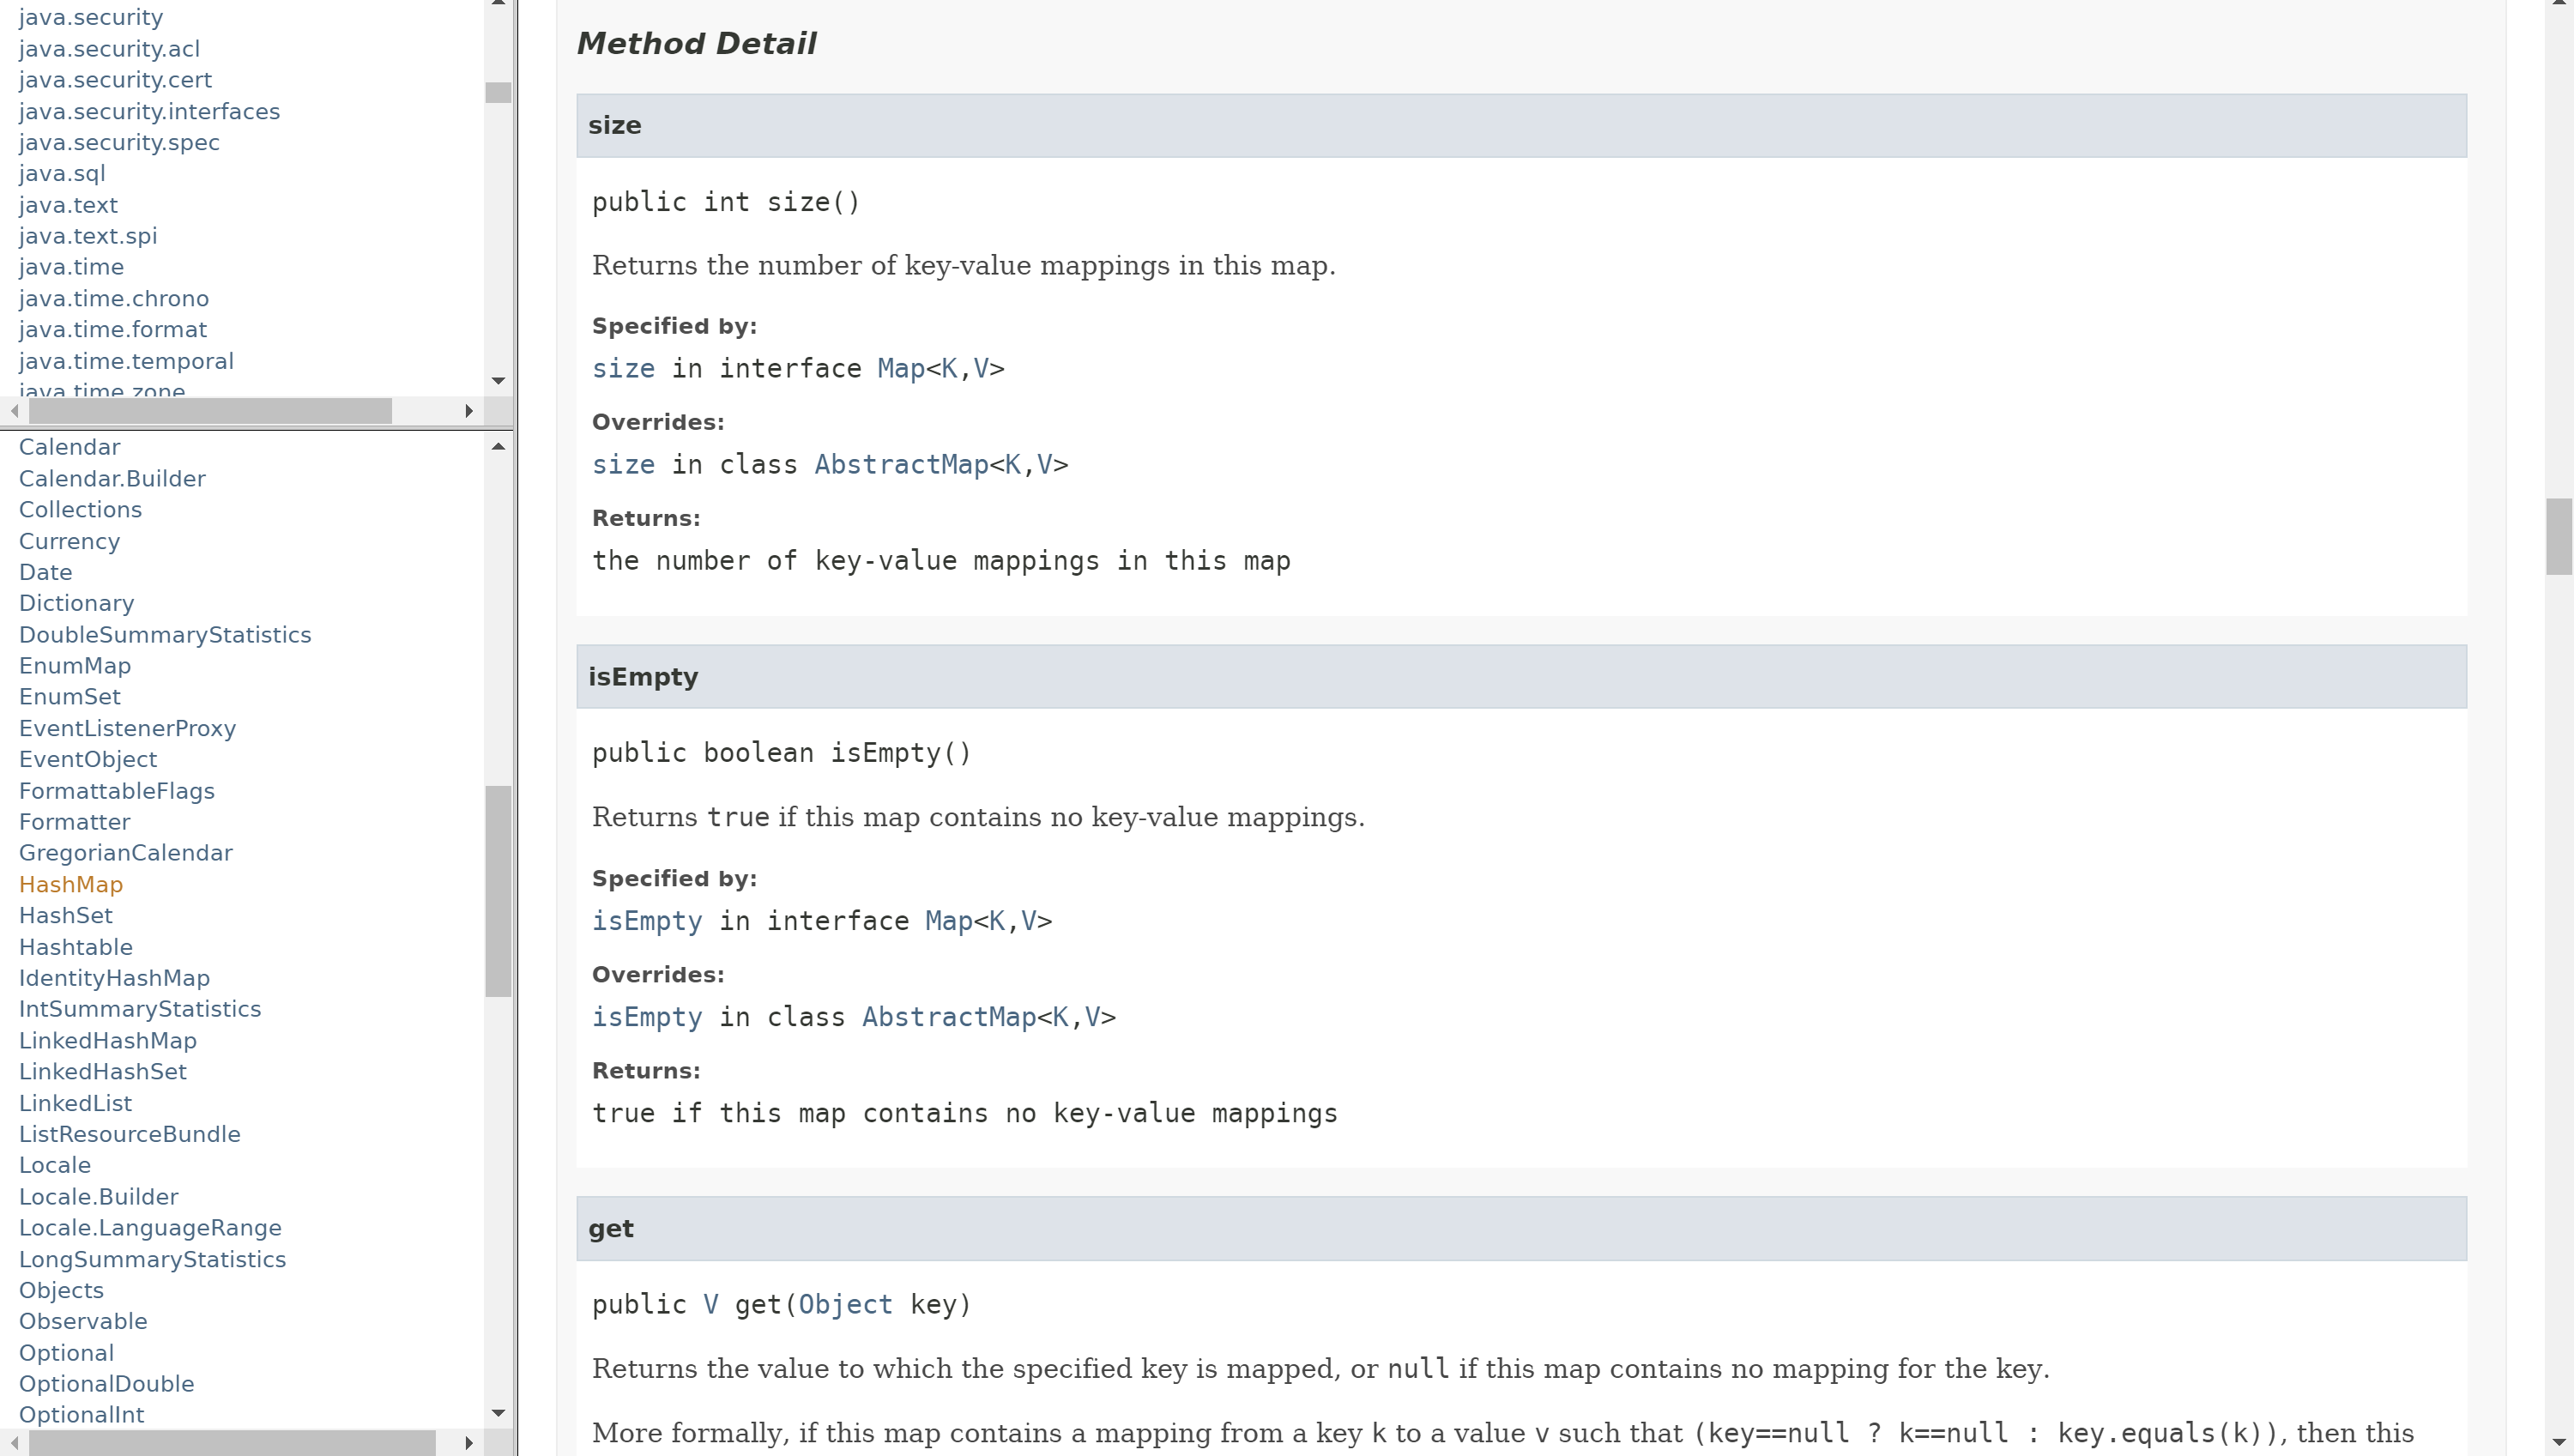 java.security
java.security.acl
java.security.cert
java.security.interfaces
java.security.spec
java.sql
java.text
java.text.spi
java.time
java.time.chrono
java.time.format
java.time.temporal
java.time.zone
Calendar
Calendar.Builder
Collections
Currency
Date
Dictionary
DoubleSummaryStatistics
EnumMap
EnumSet
EventListenerProxy
EventObject
FormattableFlags
Formatter
GregorianCalendar
HashMap
HashSet
Hashtable
IdentityHashMap
IntSummaryStatistics
LinkedHashMap
LinkedHashSet
LinkedList
ListResourceBundle
Locale
Locale.Builder
Locale.LanguageRange
LongSummaryStatistics
Objects
Observable
Optional
OptionalDouble
OptionalInt
Method Detail
size
public int size()
Returns the number of key-value mappings in this map.
Specified by:
size in interface Map<K,V>
Overrides:
size in class AbstractMap<K,V>
Returns:
the number of key-value mappings in this map
isEmpty
public boolean isEmpty()
Returns true if this map contains no key-value mappings.
Specified by:
isEmpty in interface Map<K,V>
Overrides:
isEmpty in class AbstractMap<K,V>
Returns:
true if this map contains no key-value mappings
get
public V get(Object key)
Returns the value to which the specified key is mapped, or null if this map contains no mapping for the key.
More formally, if this map contains a mapping from a key k to a value v such that (key==null ? k==null : key.equals(k)), then this